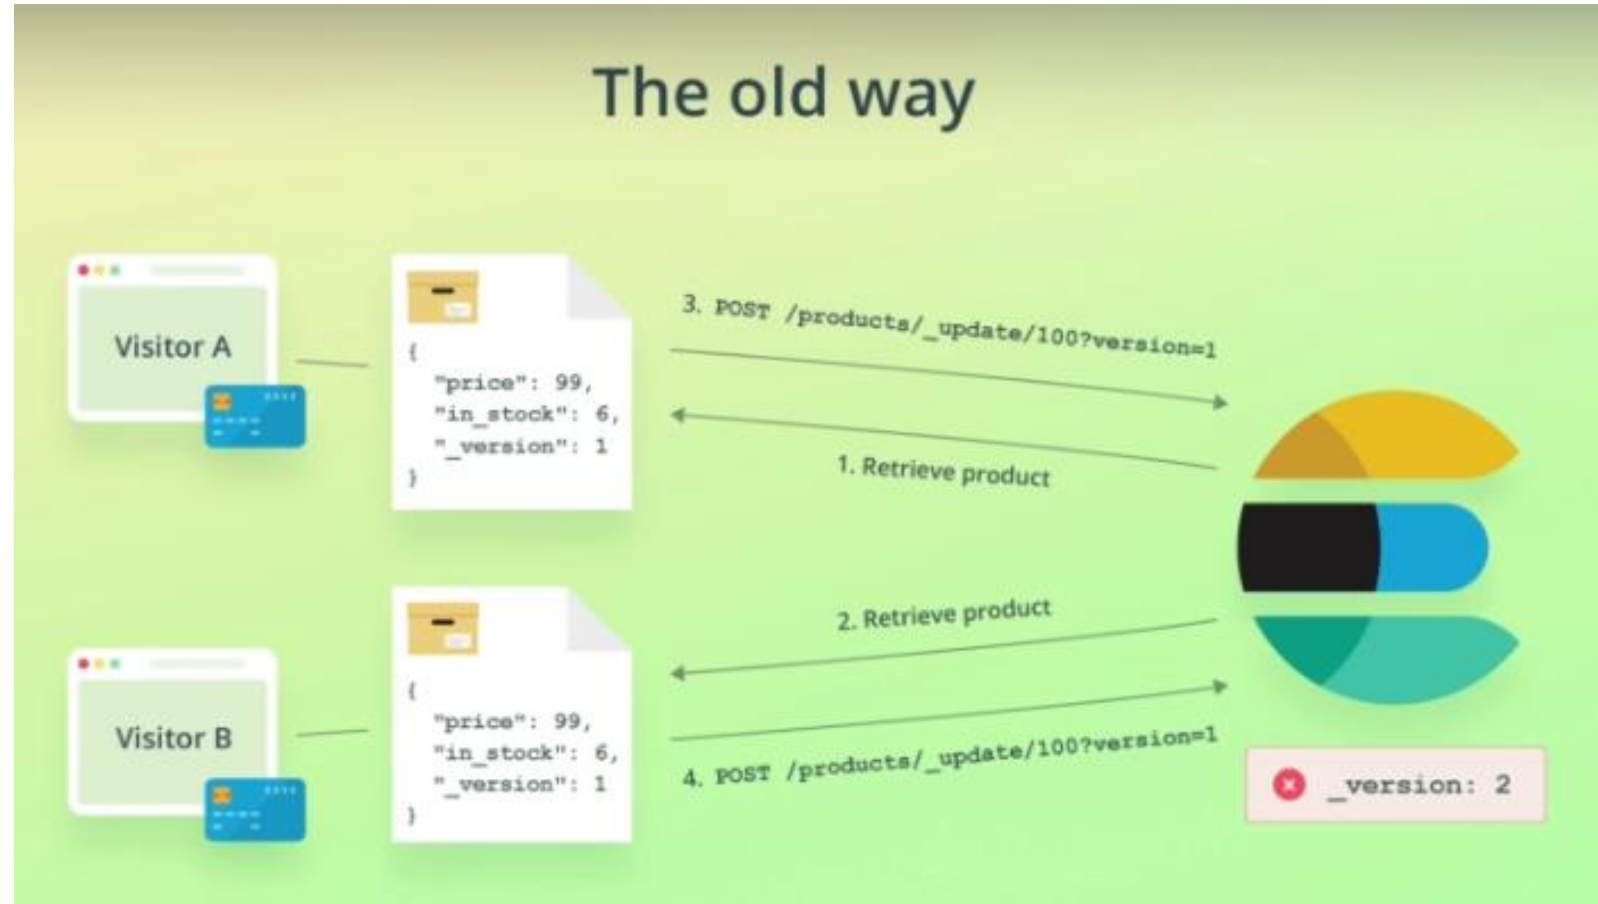 The old way
Visitor A
{
"price": 99,
"in_stock": 6,
"_version": 1
}
3. POST /products/_update/100?version=1
1. Retrieve product
2. Retrieve product
Visitor B
{
"price": 99,
"in_stock": 6,
"_version": 1
}
4. POST /products/_update/100?version=1
_version: 2